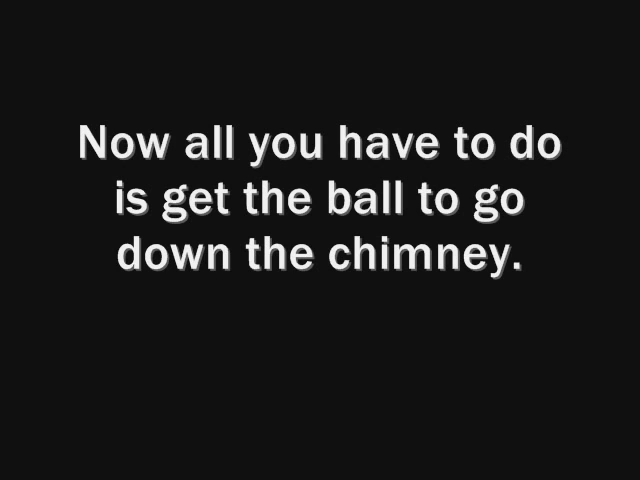 Now all you have to do
is get the ball to go
down the chimney.